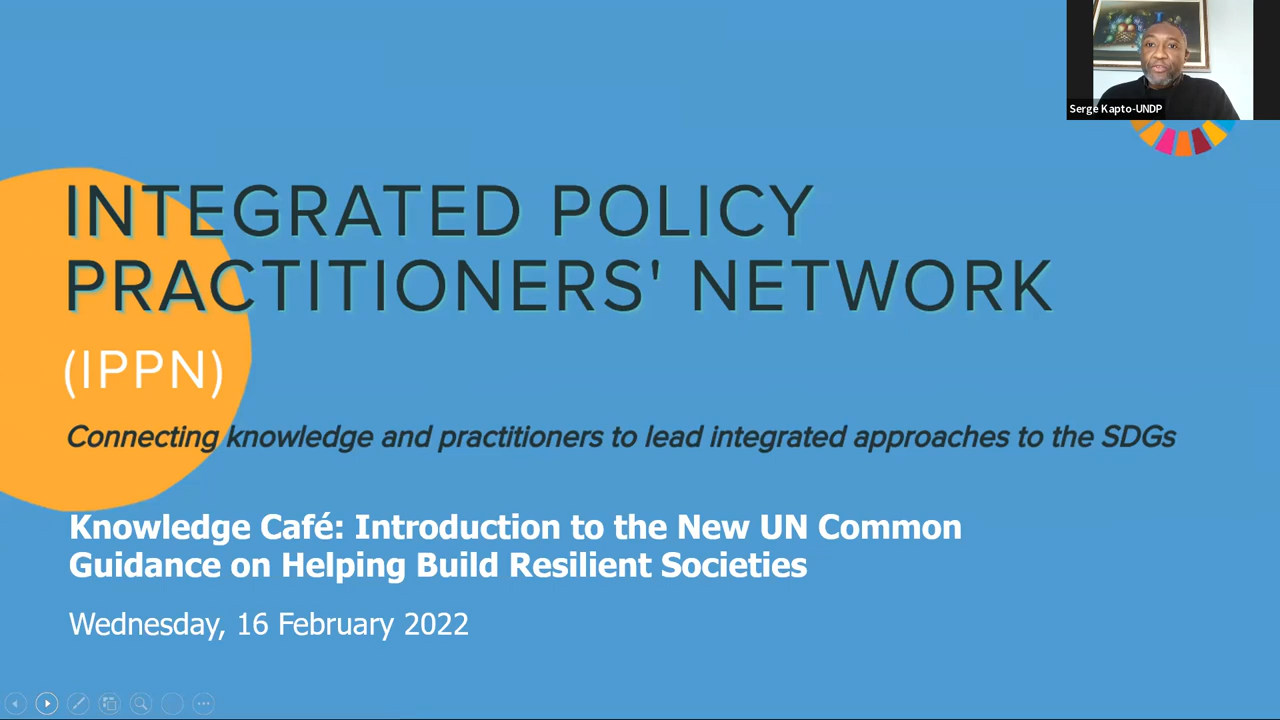 Serge Kapto-UNDP
INTEGRATED POLICY
PRACTITIONERS' NETWORK
(IPPN)
Connecting knowledge and practitioners to lead integrated approaches to the SDGs
Knowledge Café: Introduction to the New UN Common
Guidance on Helping Build Resilient Societies
Wednesday, 16 February 2022